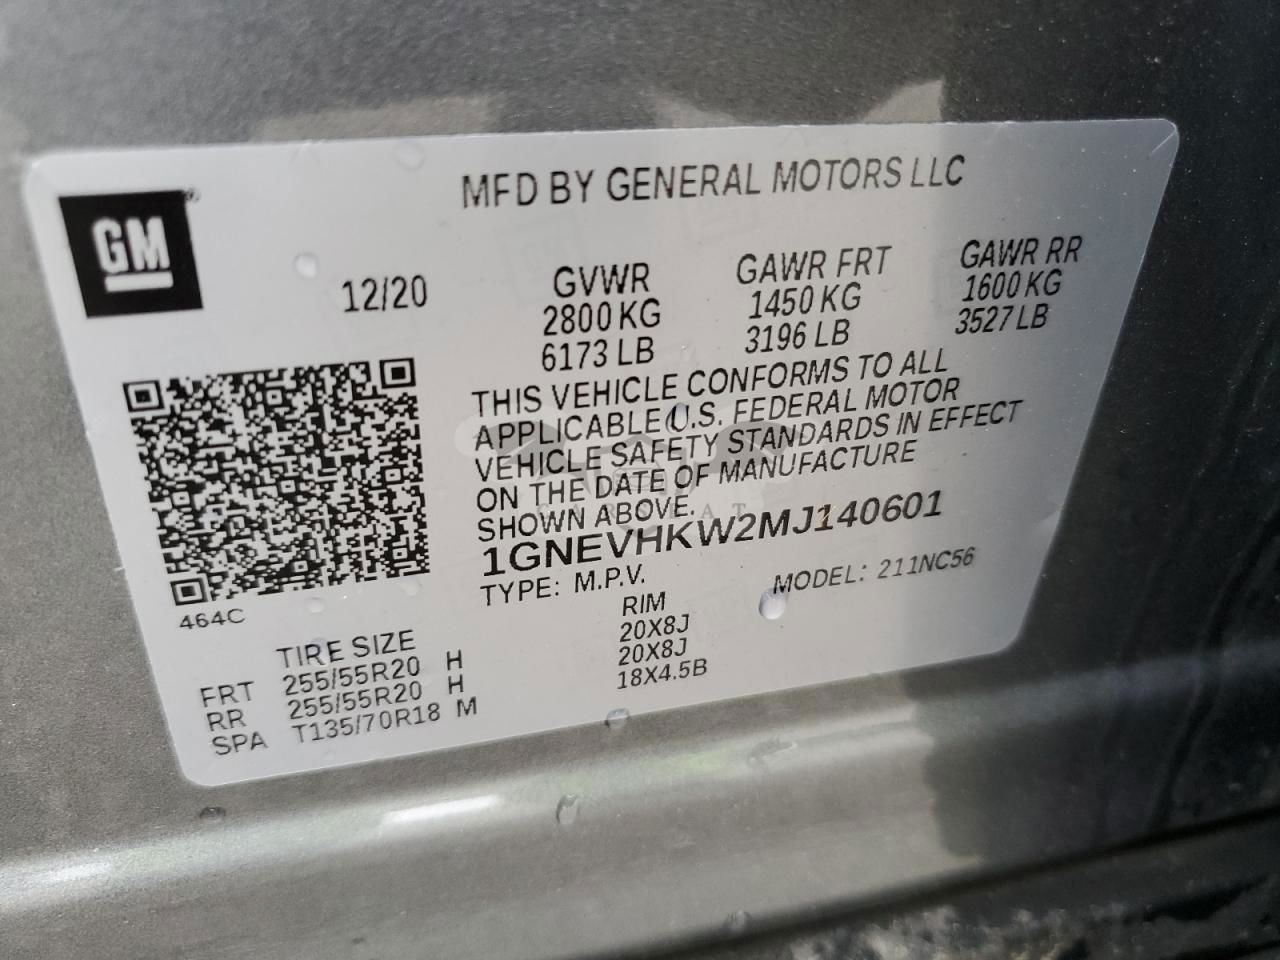 MFD BY GENERAL MOTORS LLC
GM
12/20
GVWR
2800 KG
6173 LB
GAWR FRT
1450 KG
3196 LB
GAWR RR
1600 KG
3527 LB
THIS VEHICLE CONFORMS TO ALL
APPLICABLE U.S. FEDERAL MOTOR
VEHICLE SAFETY STANDARDS IN EFFECT
ON THE DATE OF MANUFACTURE
SHOWN ABOVE.
1GNEVHKW2MJ140601
TYPE: M.P.V.
MODEL: 211NC56
464C
TIRE SIZE
RIM
FRT 255/55R20 H 20X8J
RR 255/55R20 H 20X8J
SPA T135/70R18 M 18X4.5B